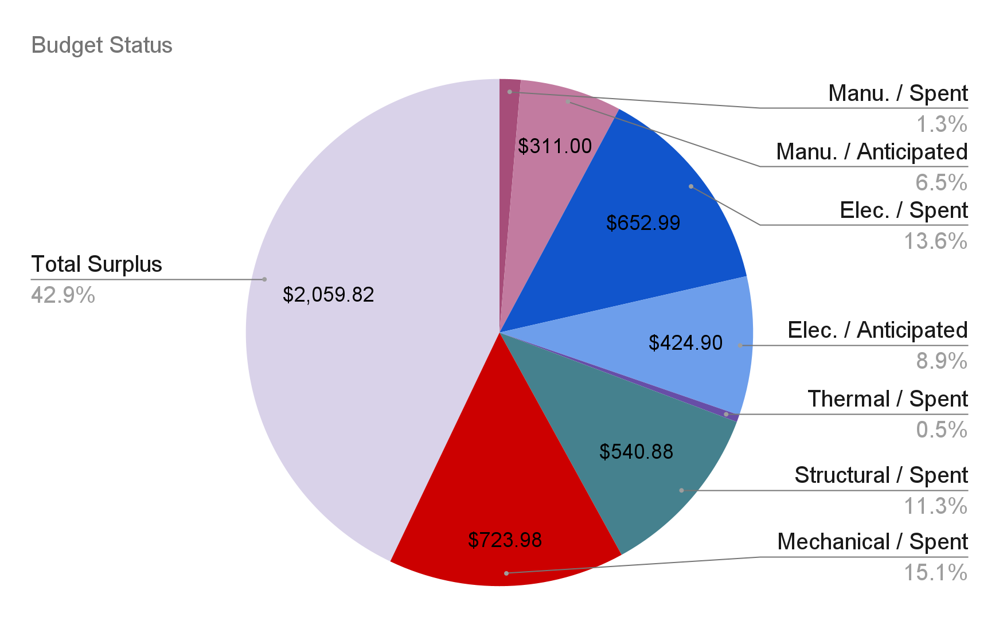 Budget Status
Manu. / Spent
1.3%
$311.00
Manu. / Anticipated
6.5%
$652.99
Elec. / Spent
13.6%
Total Surplus
42.9%
$2,059.82
$424.90
Elec. / Anticipated
8.9%
Thermal / Spent
0.5%
$540.88
Structural / Spent
11.3%
$723.98
Mechanical / Spent
15.1%